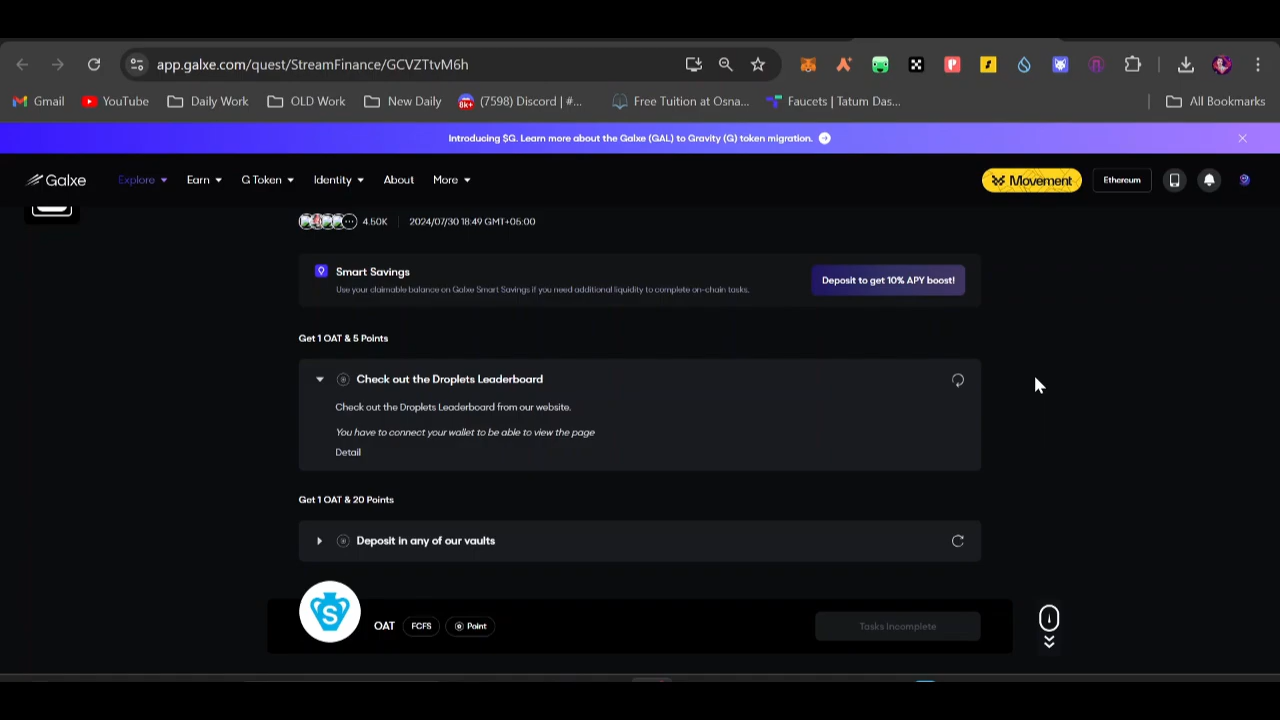 app.galxe.com/quest/StreamFinance/GCVZTtvM6h
Gmail YouTube Daily Work OLD Work New Daily (7598) Discord | #... Free Tuition at Osna... Faucets | Tatum Das... All Bookmarks
Introducing $G. Learn more about the Galxe (GAL) to Gravity (G) token migration.
Galxe Explore Earn G Token Identity About More Movement Ethereum
4.50K 2024/07/30 18:49 GMT+05:00
Smart Savings
Use your claimable balance on Galxe Smart Savings if you need additional liquidity to complete on-chain tasks.
Deposit to get 10% APY boost!
Get 1 OAT & 5 Points
Check out the Droplets Leaderboard
Check out the Droplets Leaderboard from our website.
You have to connect your wallet to be able to view the page
Detail
Get 1 OAT & 20 Points
Deposit in any of our vaults
S OAT FCFS Point Tasks Incomplete